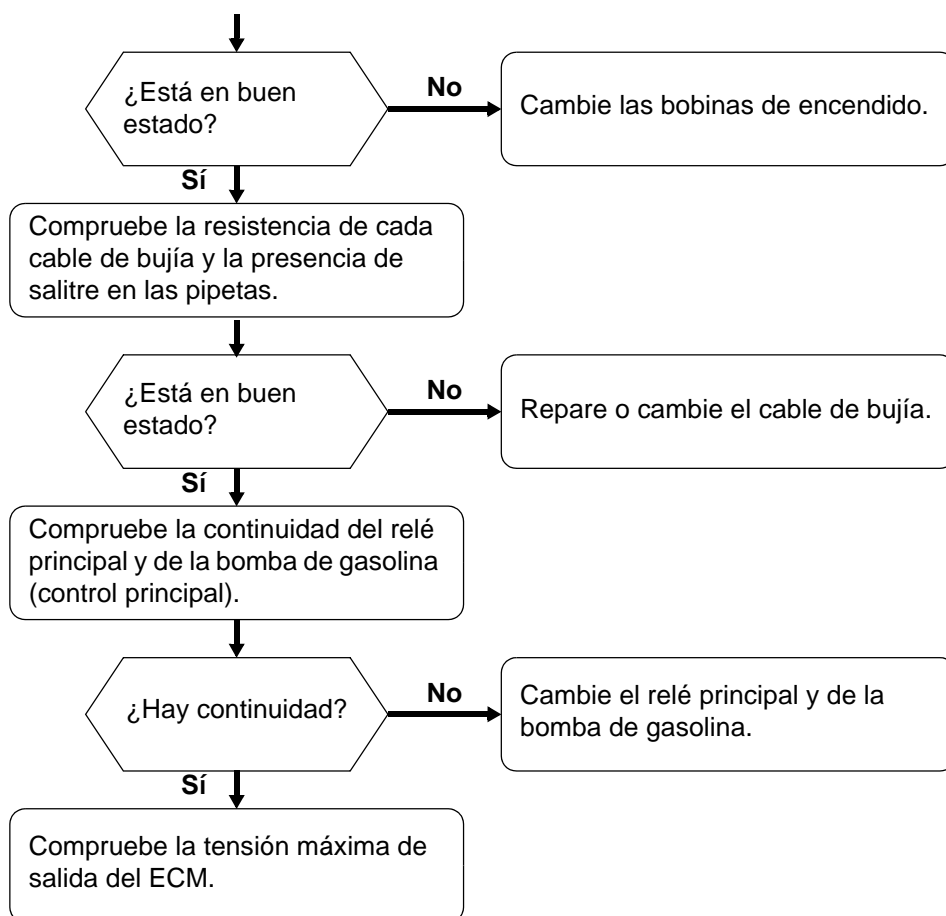 ¿Está en buen
estado?
No
Cambie las bobinas de encendido.
Sí
Compruebe la resistencia de cada
cable de bujía y la presencia de
salitre en las pipetas.
¿Está en buen
estado?
No
Repare o cambie el cable de bujía.
Sí
Compruebe la continuidad del relé
principal y de la bomba de gasolina
(control principal).
¿Hay continuidad?
No
Cambie el relé principal y de la
bomba de gasolina.
Sí
Compruebe la tensión máxima de
salida del ECM.